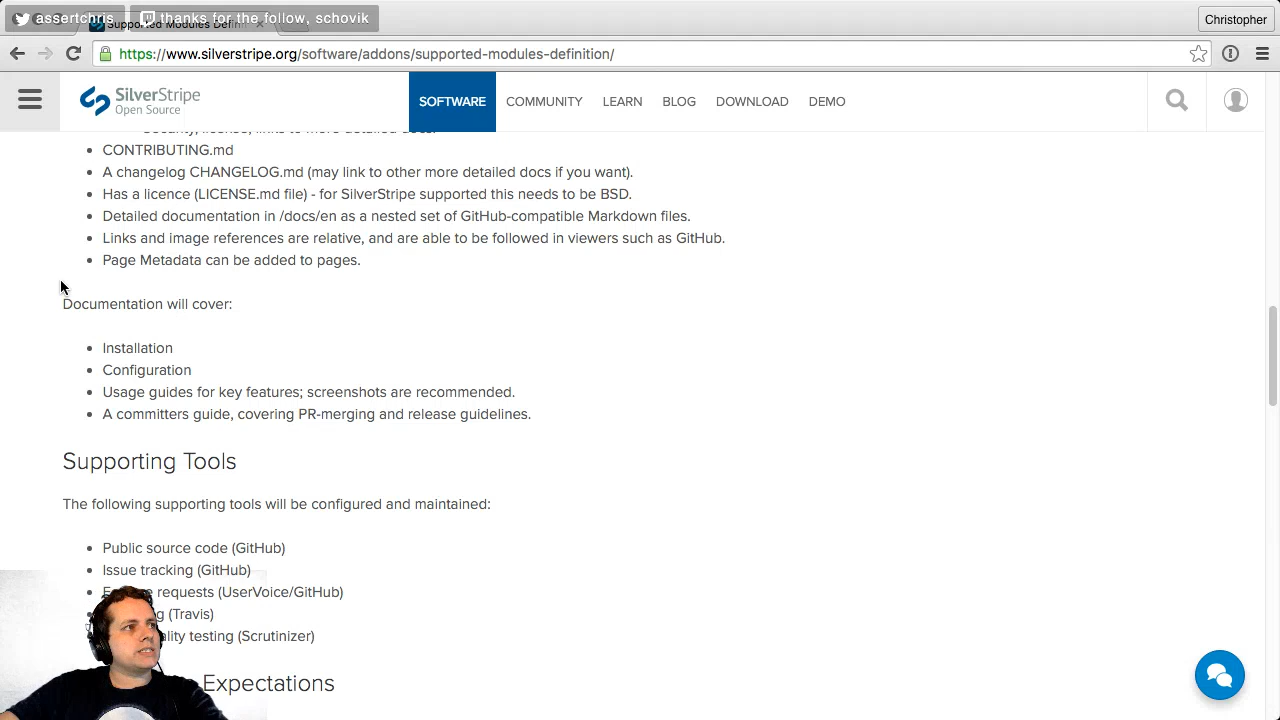 assertchris
thanks for the follow, schovik
Christopher
https://www.silverstripe.org/software/addons/supported-modules-definition/
SilverStripe
Open Source
SOFTWARE
COMMUNITY
LEARN
BLOG
DOWNLOAD
DEMO
CONTRIBUTING.md
A changelog CHANGELOG.md (may link to other more detailed docs if you want).
Has a licence (LICENSE.md file) - for SilverStripe supported this needs to be BSD.
Detailed documentation in /docs/en as a nested set of GitHub-compatible Markdown files.
Links and image references are relative, and are able to be followed in viewers such as GitHub.
Page Metadata can be added to pages.
Documentation will cover:
Installation
Configuration
Usage guides for key features; screenshots are recommended.
A committers guide, covering PR-merging and release guidelines.
Supporting Tools
The following supporting tools will be configured and maintained:
Public source code (GitHub)
Issue tracking (GitHub)
requests (UserVoice/GitHub)
(Travis)
testing (Scrutinizer)
Expectations